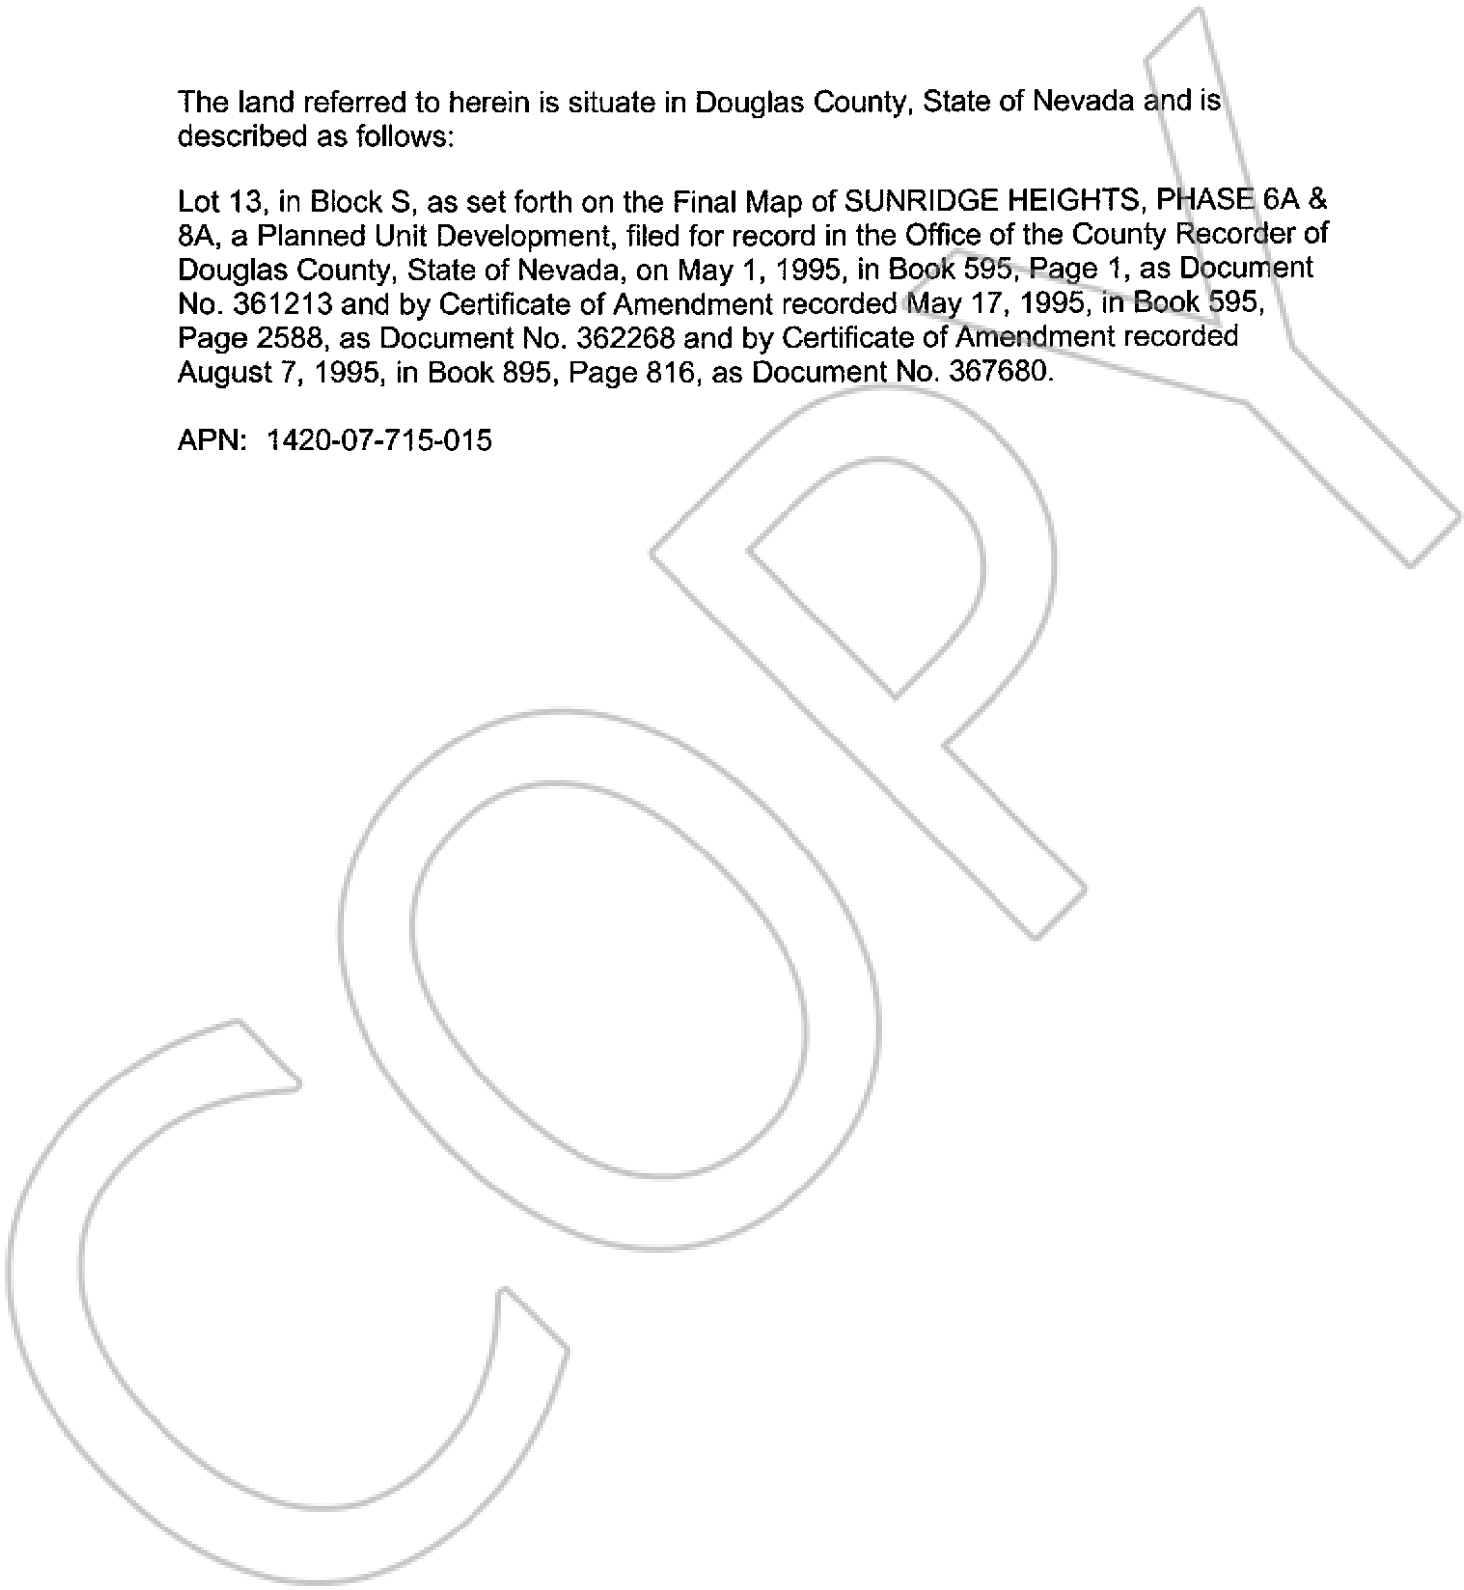 The land referred to herein is situate in Douglas County, State of Nevada and is
described as follows:
Lot 13, in Block S, as set forth on the Final Map of SUNRIDGE HEIGHTS, PHASE 6A &
8A, a Planned Unit Development, filed for record in the Office of the County Recorder of
Douglas County, State of Nevada, on May 1, 1995, in Book 595, Page 1, as Document
No. 361213 and by Certificate of Amendment recorded May 17, 1995, in Book 595,
Page 2588, as Document No. 362268 and by Certificate of Amendment recorded
August 7, 1995, in Book 895, Page 816, as Document No. 367680.
APN: 1420-07-715-015
COPY